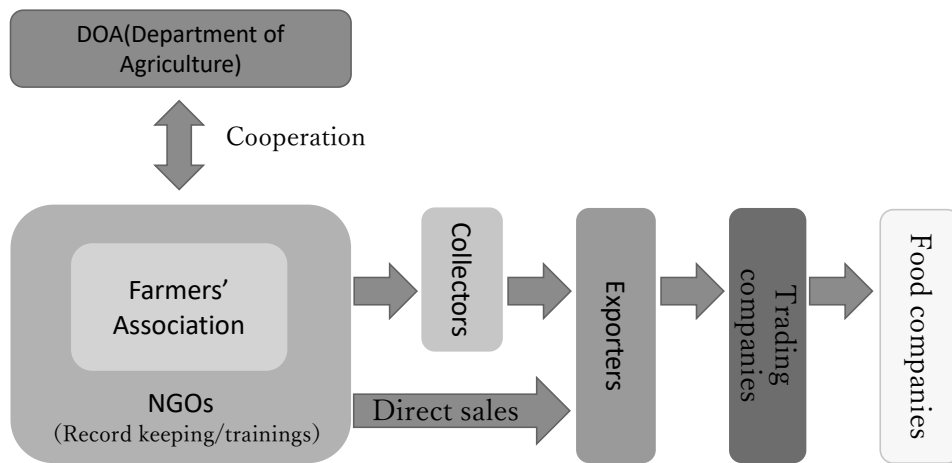 DOA(Department of
Agriculture)
Cooperation
Farmers’
Association
NGOs
(Record keeping/trainings)
Collectors
Direct sales
Exporters
Trading
companies
Food companies